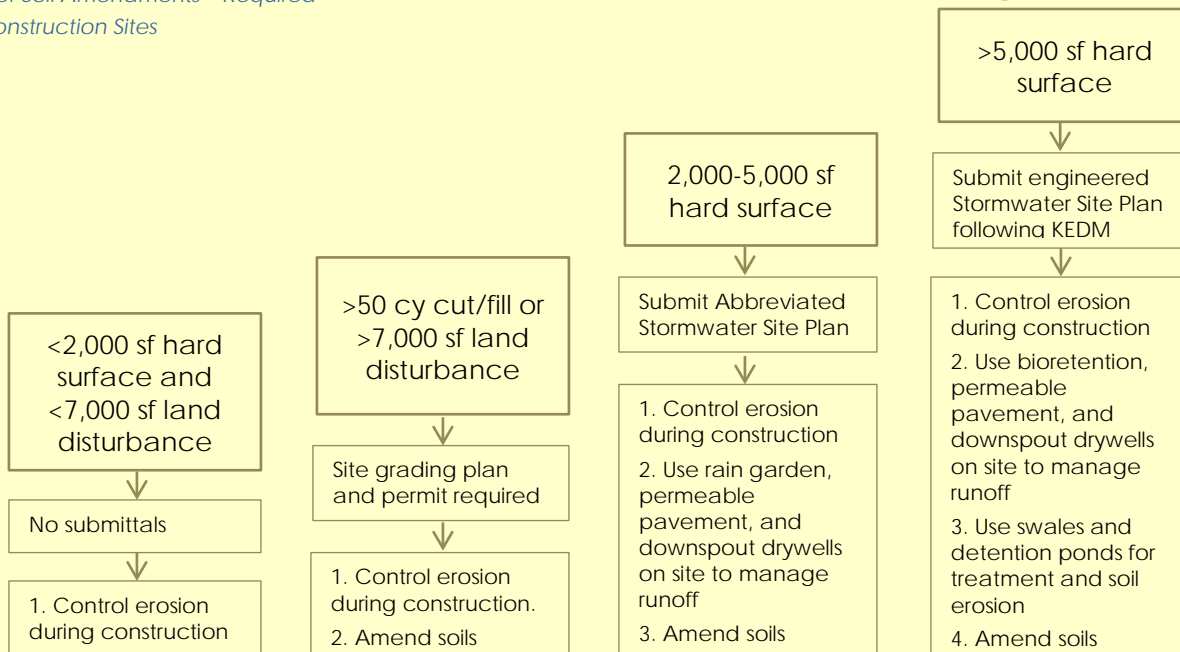 Construction Sites
<2,000 sf hard
surface and
<7,000 sf land
disturbance
No submittals
1. Control erosion
during construction
>50 cy cut/fill or
>7,000 sf land
disturbance
Site grading plan
and permit required
1. Control erosion
during construction.
2. Amend soils
2,000-5,000 sf
hard surface
Submit Abbreviated
Stormwater Site Plan
1. Control erosion
during construction
2. Use rain garden,
permeable
pavement, and
downspout drywells
on site to manage
runoff
3. Amend soils
>5,000 sf hard
surface
Submit engineered
Stormwater Site Plan
following KEDM
1. Control erosion
during construction
2. Use bioretention,
permeable
pavement, and
downspout drywells
on site to manage
runoff
3. Use swales and
detention ponds for
treatment and soil
erosion
4. Amend soils